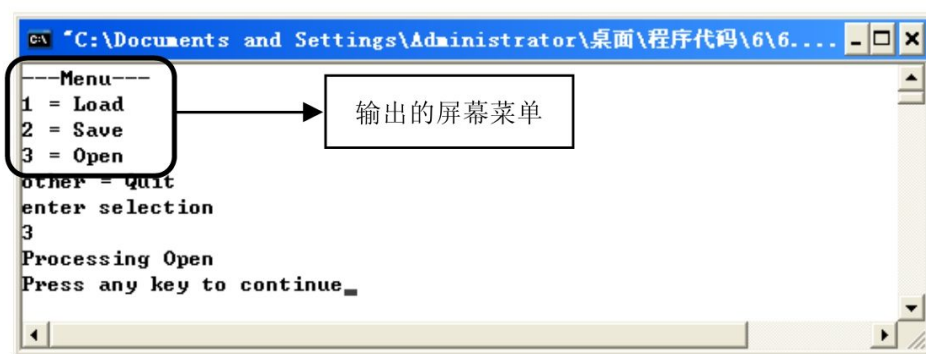 "C:\Documents and Settings\Administrator\桌面\程序代码\6\6....
---Menu---
1 = Load
2 = Save
3 = Open
other = Quit
enter selection
3
Processing Open
Press any key to continue_
输出的屏幕菜单